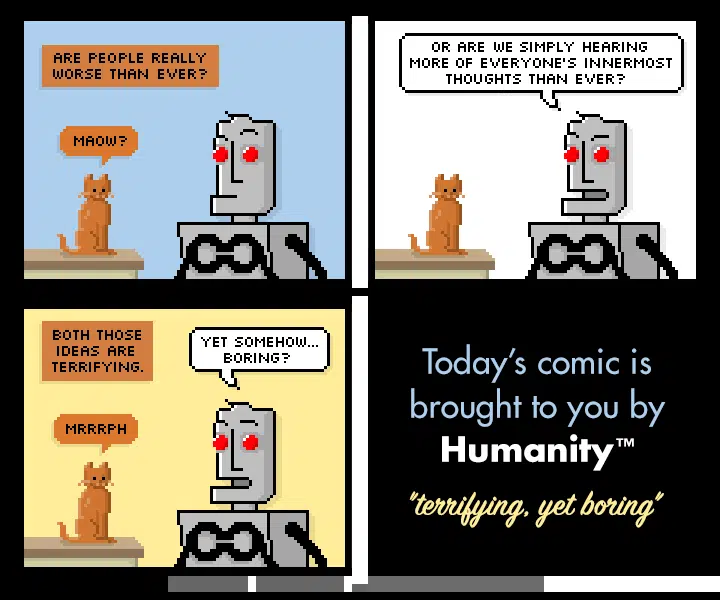 ARE PEOPLE REALLY
WORSE THAN EVER?
MAOW?
OR ARE WE SIMPLY HEARING
MORE OF EVERYONE'S INNERMOST
THOUGHTS THAN EVER?
BOTH THOSE
IDEAS ARE
TERRIFYING.
MRRRPH
YET SOMEHOW...
BORING?
Today's comic is
brought to you by
Humanity™
"terrifying, yet boring"